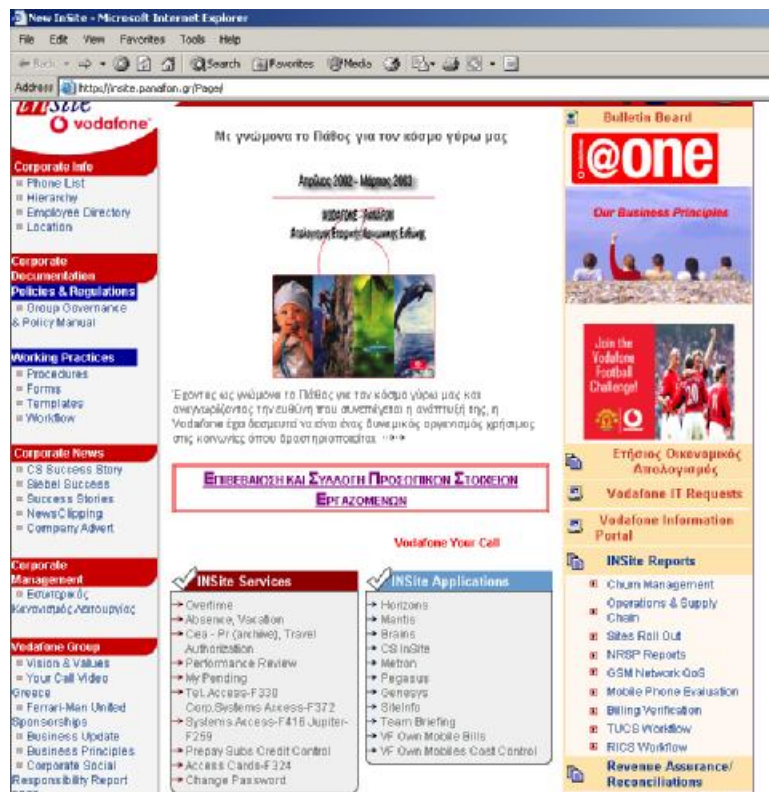 New InSite - Microsoft Internet Explorer
File Edit View Favorites Tools Help
Back Search Favorites Media
Address https://insite.panafon.gr/Page/
inSite
vodafone
Corporate Info
Phone List
Hierarchy
Employee Directory
Location
Corporate
Documentation
Policies & Regulations
Group Governance
& Policy Manual
Working Practices
Procedures
Forms
Templates
Workflow
Corporate News
CS Success Story
Siebel Success
Success Stories
NewsClipping
Company Advert
Corporate
Management
Εσωτερικός
Κανονισμός Λειτουργίας
Vodafone Group
Vision & Values
Your Call Video
Greece
Ferrari-Man United
Sponsorships
Business Update
Business Principles
Corporate Social
Responsibility Report
Με γνώμονα το Πάθος για τον κόσμο γύρω μας
Απρίλιος 2002 - Μάρτιος 2003
VODAFONE - PANAFON
Απολογισμός Εταιρικής Κοινωνικής Ευθύνης
Έχοντας ως γνώμονα το Πάθος για τον κόσμο γύρω μας και
αναγνωρίζοντας την ευθύνη που συνεπάγεται η ανάπτυξή της, η
Vodafone έχει δεσμευτεί να είναι ένας δυναμικός οργανισμός χρήσιμος
στις κοινωνίες όπου δραστηριοποιείται.
ΕΠΙΒΕΒΑΙΩΣΗ ΚΑΙ ΣΥΛΛΟΓΗ ΠΡΟΣΩΠΙΚΩΝ ΣΤΟΙΧΕΙΩΝ
ΕΡΓΑΖΟΜΕΝΩΝ
Vodafone Your Call
INSite Services
Overtime
Absence, Vacation
Cea - Pr (archive), Travel
Authorization
Performance Review
My Pending
Tel. Access-F330
Corp.Systems Access-F372
Systems Access-F416 Jupiter-
F259
Prepay Subs Credit Control
Access Cards-F324
Change Password
INSite Applications
Horizons
Mantis
Brains
CS InSite
Metron
Pegasus
Genesys
SiteInfo
Team Briefing
VF Own Mobile Bills
VF Own Mobiles Cost Control
Bulletin Board
@one
Our Business Principles
Join the
Vodafone
Football
Challenge!
Ετήσιος Οικονομικός
Απολογισμός
Vodafone IT Requests
Vodafone Information
Portal
INSite Reports
Churn Management
Operations & Supply
Chain
Sites Roll Out
NRSP Reports
GSM Network QoS
Mobile Phone Evaluation
Billing Verification
TUCS Workflow
RICS Workflow
Revenue Assurance/
Reconciliations